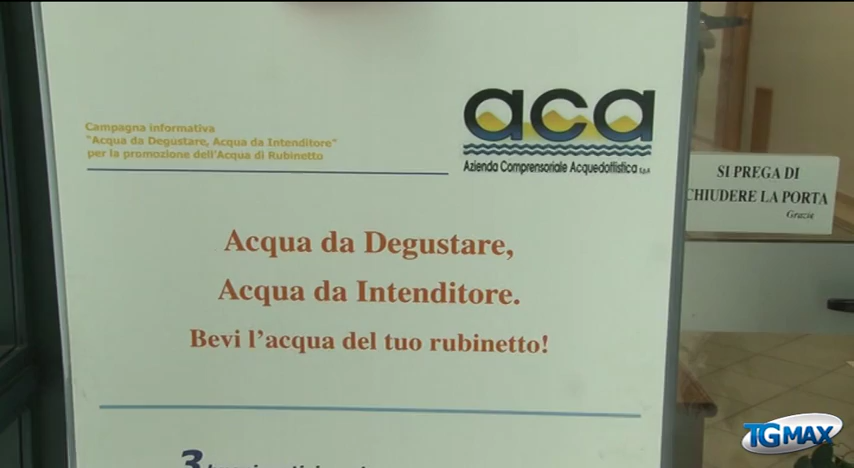 Campagna informativa
"Acqua da Degustare, Acqua da Intenditore"
per la promozione dell'Acqua di Rubinetto
aca
Azienda Comprensoriale Acquedottistica S.p.A
Acqua da Degustare,
Acqua da Intenditore.
Bevi l'acqua del tuo rubinetto!
3
SI PREGA DI
CHIUDERE LA PORTA
Grazie
TGMAX